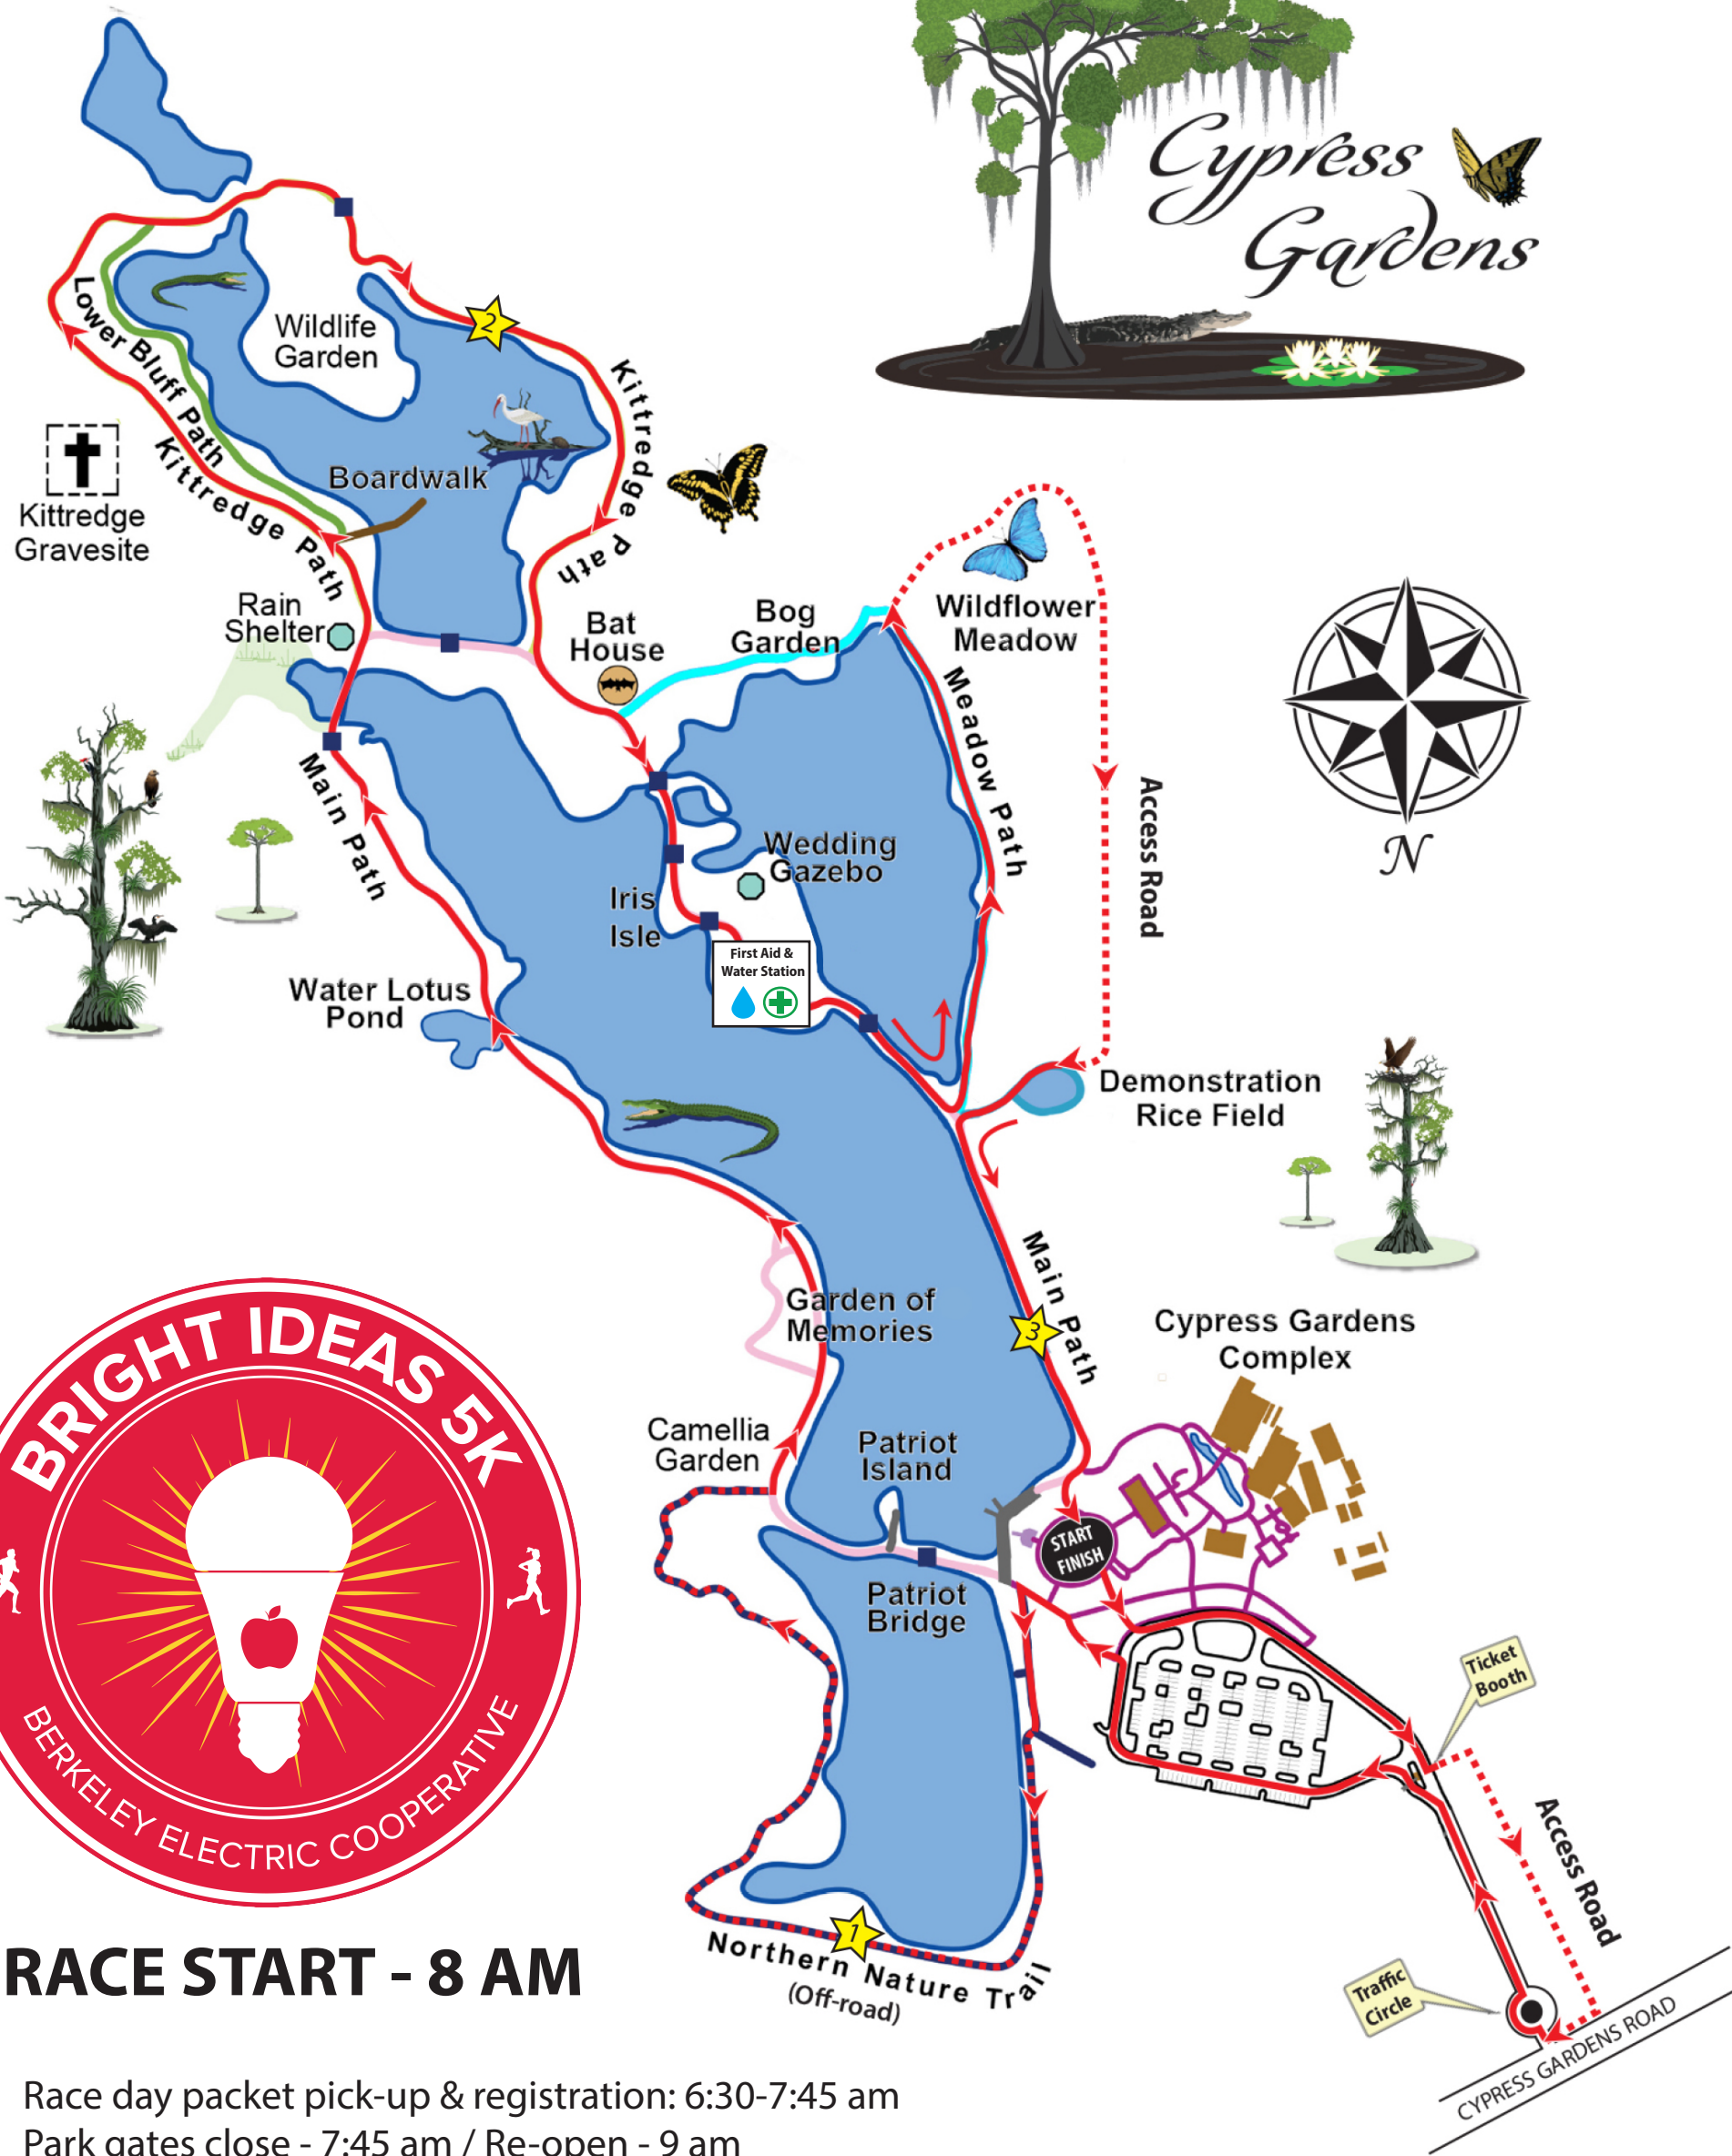 Cypress
Gardens
2
Wildlife
Garden
Lower Bluff Path
Kittredge Path
Kittredge
Gravesite
Boardwalk
Kittredge Path
Rain
Shelter
Bat
House
Bog
Garden
Wildflower
Meadow
Meadow Path
Access Road
N
Main Path
Wedding
Gazebo
Iris
Isle
First Aid &
Water Station
Water Lotus
Pond
Demonstration
Rice Field
Main Path
3
Garden of
Memories
Cypress Gardens
Complex
Camellia
Garden
Patriot
Island
START
FINISH
Patriot
Bridge
Ticket
Booth
Access Road
1
Northern Nature Trail
(Off-road)
Traffic
Circle
CYPRESS GARDENS ROAD
BRIGHT IDEAS 5K
BERKELEY ELECTRIC COOPERATIVE
RACE START - 8 AM
Race day packet pick-up & registration: 6:30-7:45 am
Park gates close - 7:45 am / Re-open - 9 am